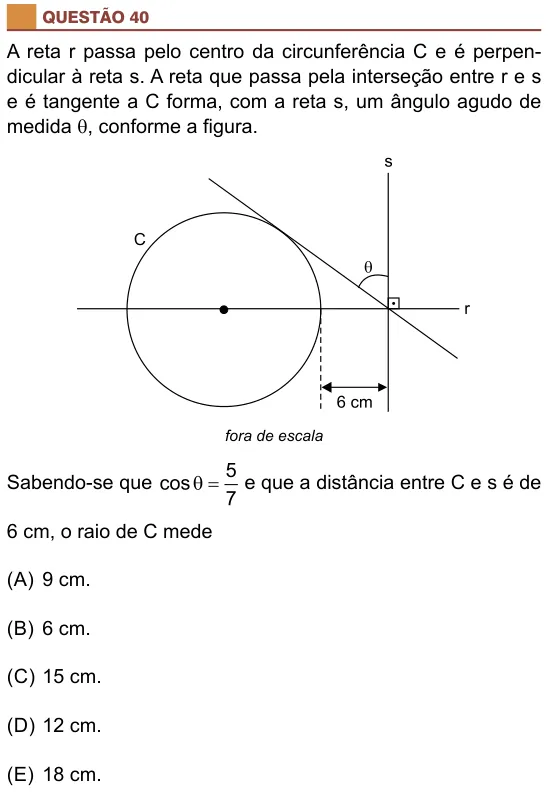 QUESTÃO 40
A reta r passa pelo centro da circunferência C e é perpen-
dicular à reta s. A reta que passa pela interseção entre r e s
e é tangente a C forma, com a reta s, um ângulo agudo de
medida θ, conforme a figura.
s
C
θ
r
6 cm
fora de escala
Sabendo-se que cos θ = 5/7 e que a distância entre C e s é de
6 cm, o raio de C mede
(A) 9 cm.
(B) 6 cm.
(C) 15 cm.
(D) 12 cm.
(E) 18 cm.